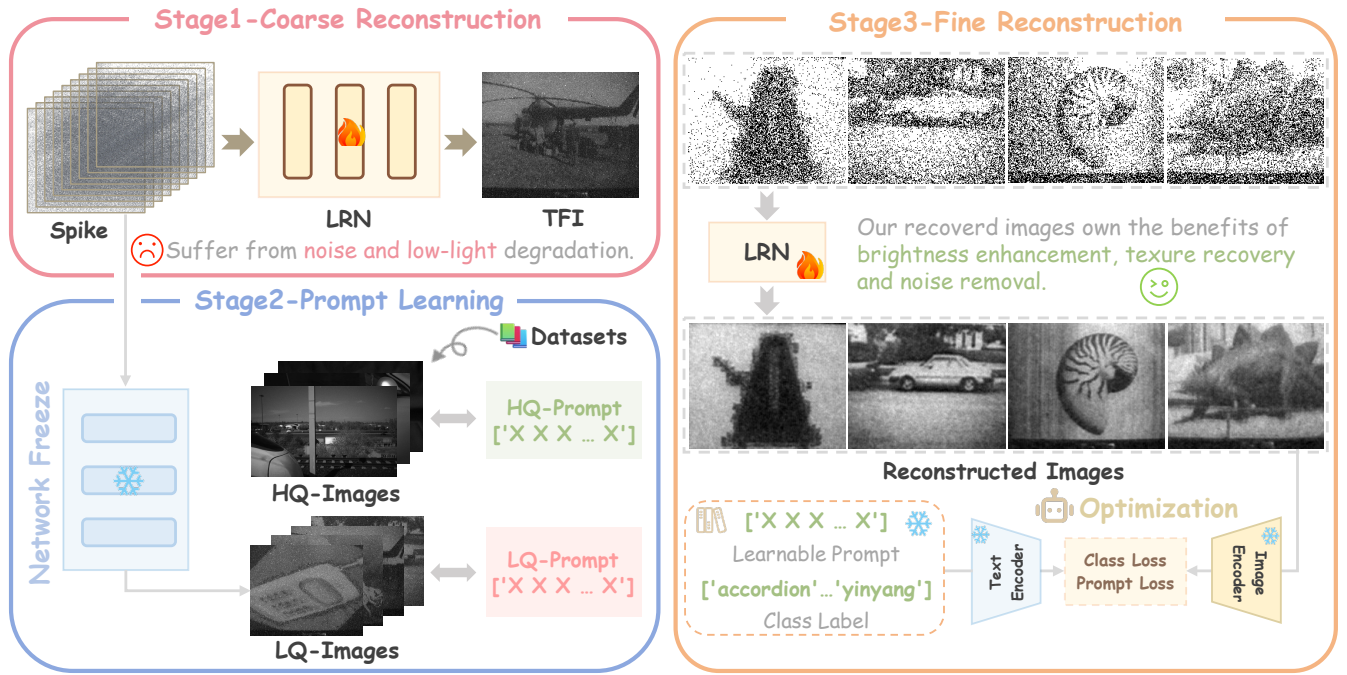 Stage1-Coarse Reconstruction
Spike
LRN
TFI
Suffer from noise and low-light degradation.
Stage2-Prompt Learning
Network Freeze
Datasets
HQ-Images
HQ-Prompt
['X X X … X']
LQ-Images
LQ-Prompt
['X X X … X']
Stage3-Fine Reconstruction
LRN
Our recoverd images own the benefits of
brightness enhancement, texure recovery
and noise removal.
Reconstructed Images
Optimization
['X X X … X']
Learnable Prompt
['accordion'…'yinyang']
Class Label
Text
Encoder
Class Loss
Prompt Loss
Image
Encoder